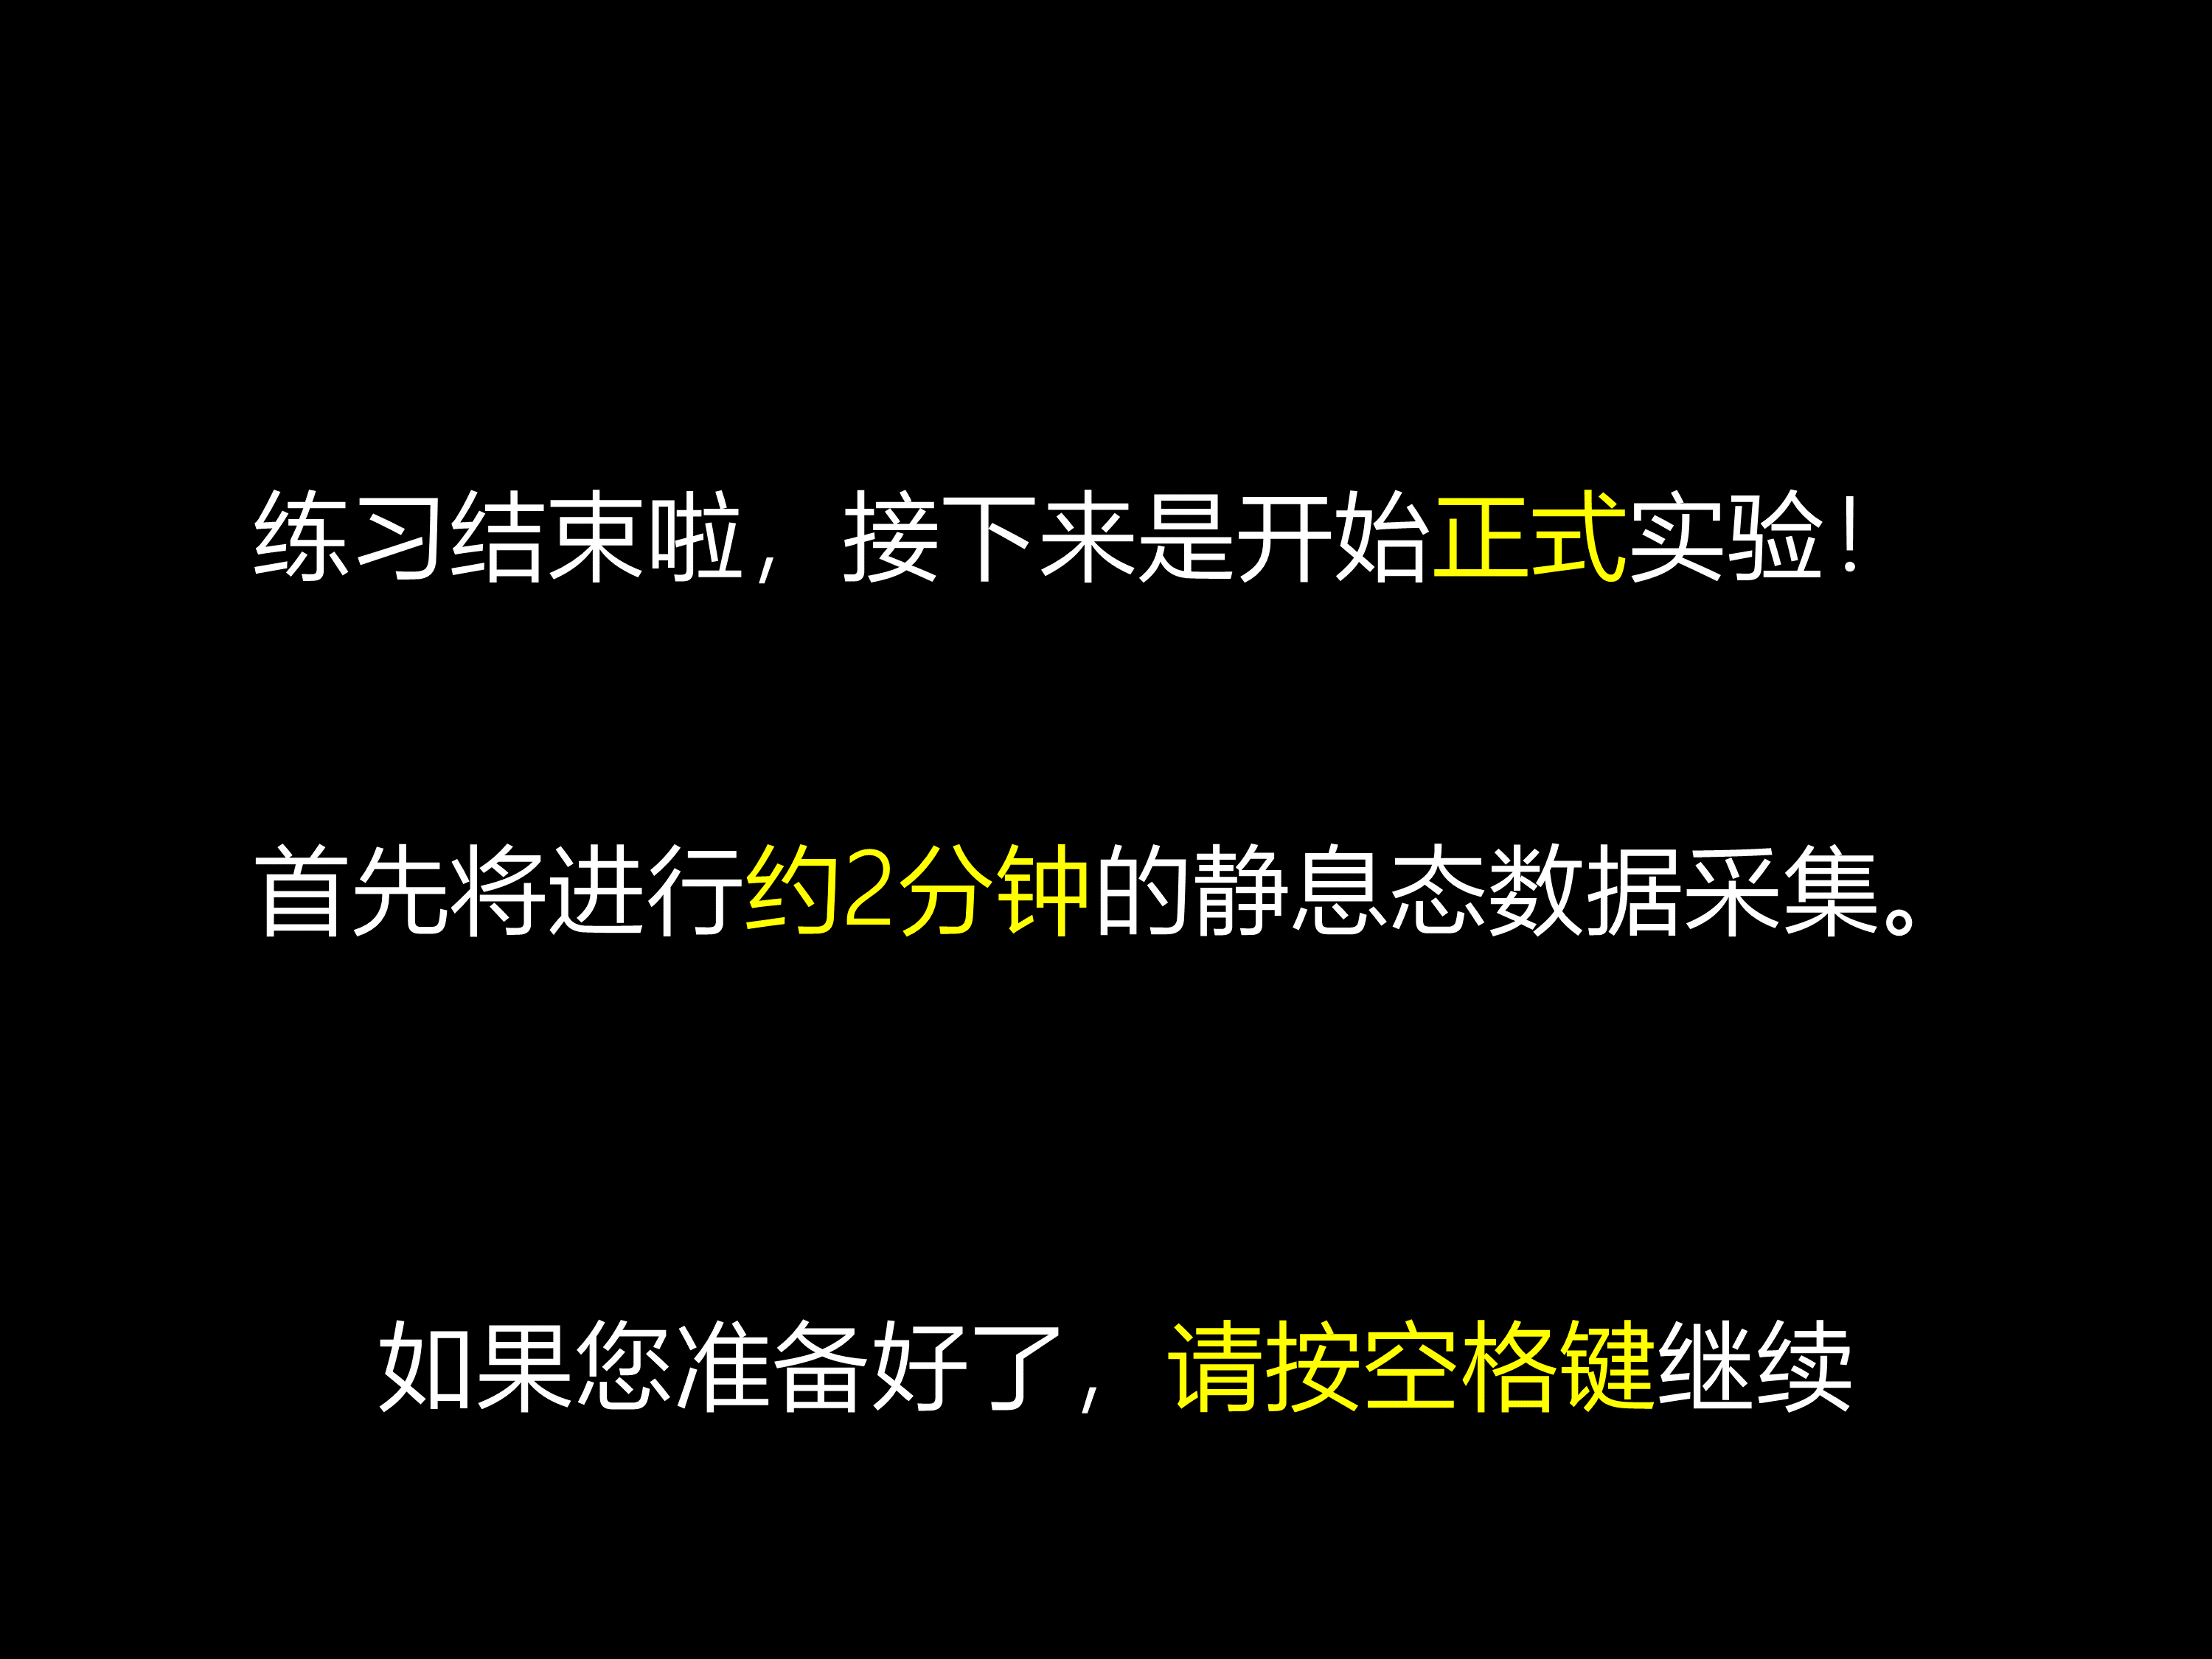 练习结束啦，接下来是开始正式实验！
首先将进行约2分钟的静息态数据采集。
如果您准备好了，请按空格键继续